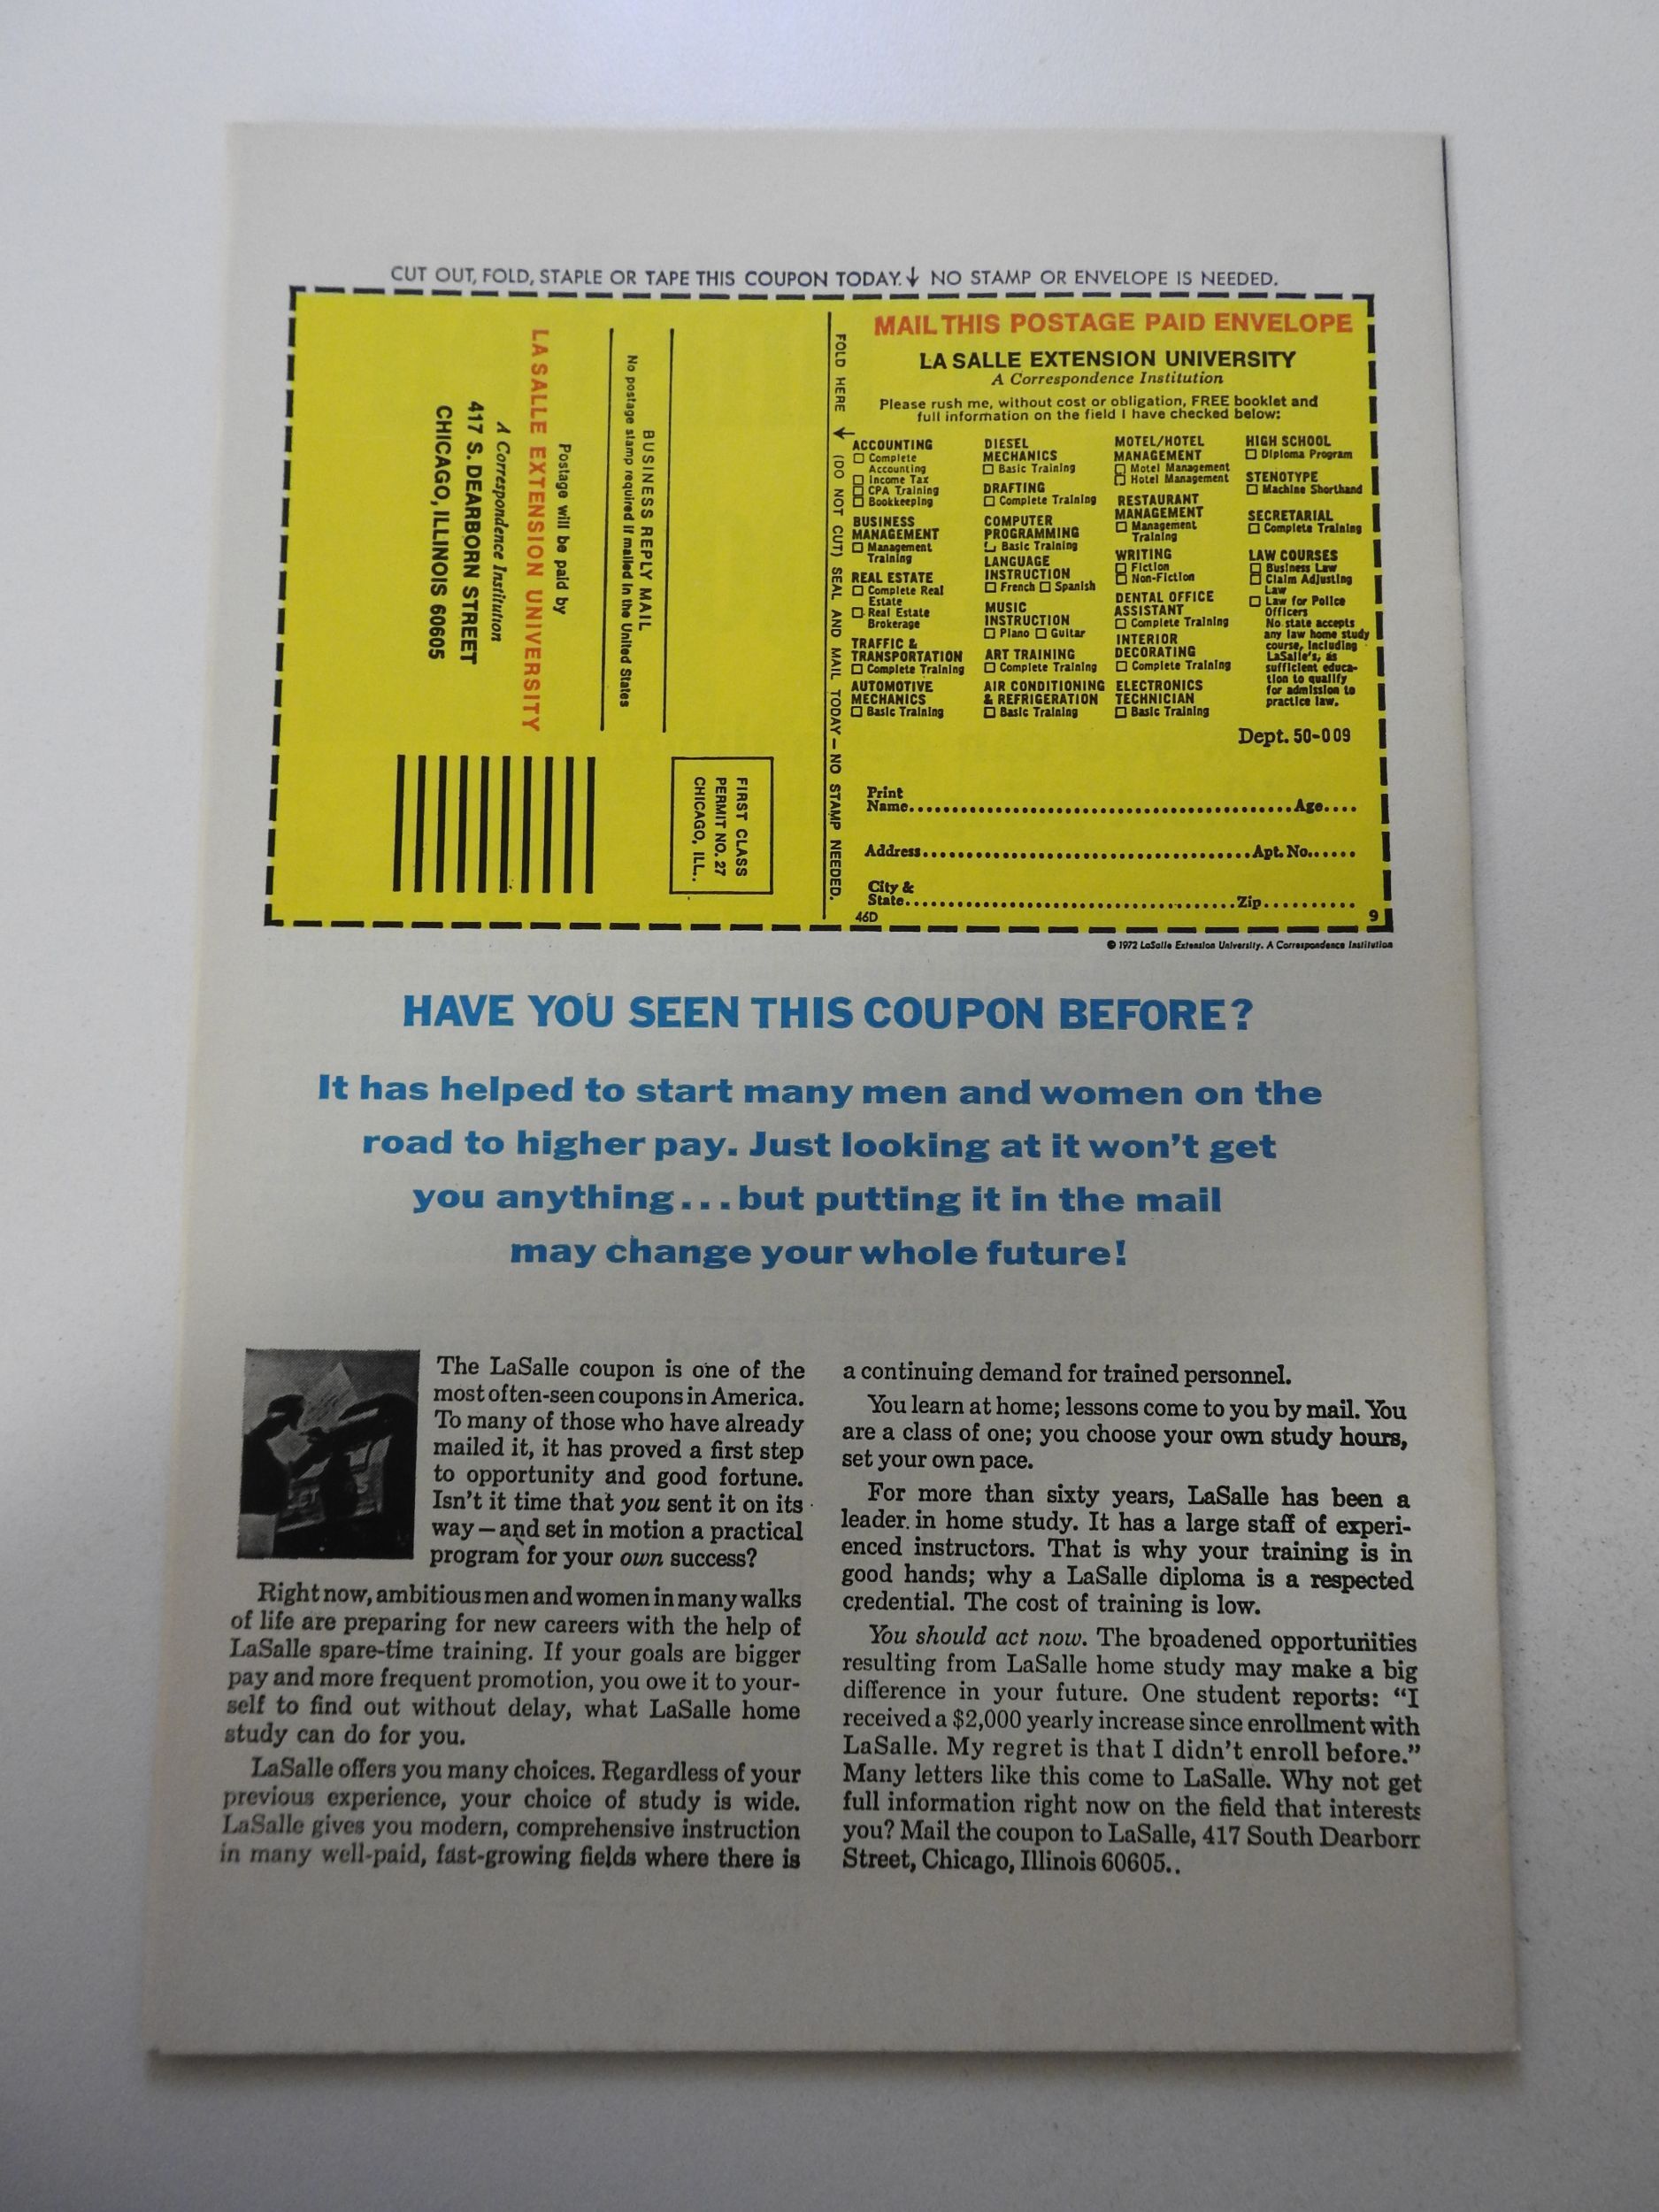 CUT OUT, FOLD, STAPLE OR TAPE THIS COUPON TODAY.↓ NO STAMP OR ENVELOPE IS NEEDED.
BUSINESS REPLY MAIL
No postage stamp required if mailed in the United States
Postage will be paid by
LA SALLE EXTENSION UNIVERSITY
A Correspondence Institution
417 S. DEARBORN STREET
CHICAGO, ILLINOIS 60605
FIRST CLASS
PERMIT NO. 27
CHICAGO, ILL..
FOLD HERE ← (DO NOT CUT) SEAL AND MAIL TODAY — NO STAMP NEEDED.
MAIL THIS POSTAGE PAID ENVELOPE
LA SALLE EXTENSION UNIVERSITY
A Correspondence Institution
Please rush me, without cost or obligation, FREE booklet and
full information on the field I have checked below:
ACCOUNTING
☐ Complete
Accounting
☐ Income Tax
☐ CPA Training
☐ Bookkeeping
BUSINESS
MANAGEMENT
☐ Management
Training
REAL ESTATE
☐ Complete Real
Estate
☐ Real Estate
Brokerage
TRAFFIC &
TRANSPORTATION
☐ Complete Training
AUTOMOTIVE
MECHANICS
☐ Basic Training
DIESEL
MECHANICS
☐ Basic Training
DRAFTING
☐ Complete Training
COMPUTER
PROGRAMMING
☐ Basic Training
LANGUAGE
INSTRUCTION
☐ French ☐ Spanish
MUSIC
INSTRUCTION
☐ Piano ☐ Guitar
ART TRAINING
☐ Complete Training
AIR CONDITIONING
& REFRIGERATION
☐ Basic Training
MOTEL/HOTEL
MANAGEMENT
☐ Motel Management
☐ Hotel Management
RESTAURANT
MANAGEMENT
☐ Management
Training
WRITING
☐ Fiction
☐ Non-Fiction
DENTAL OFFICE
ASSISTANT
☐ Complete Training
INTERIOR
DECORATING
☐ Complete Training
ELECTRONICS
TECHNICIAN
☐ Basic Training
HIGH SCHOOL
☐ Diploma Program
STENOTYPE
☐ Machine Shorthand
SECRETARIAL
☐ Complete Training
LAW COURSES
☐ Business Law
☐ Claim Adjusting
Law
☐ Law for Police
Officers
No state accepts
any law home study
course, including
LaSalle's, as
sufficient educa-
tion to qualify
for admission to
practice law.
Dept. 50-009
Print
Name..........Age....
Address..........Apt. No......
City &
State..........Zip..........
46D 9
© 1972 LaSalle Extension University. A Correspondence Institution
HAVE YOU SEEN THIS COUPON BEFORE?
It has helped to start many men and women on the
road to higher pay. Just looking at it won't get
you anything...but putting it in the mail
may change your whole future!
The LaSalle coupon is one of the
most often-seen coupons in America.
To many of those who have already
mailed it, it has proved a first step
to opportunity and good fortune.
Isn't it time that you sent it on its
way—and set in motion a practical
program for your own success?
Right now, ambitious men and women in many walks
of life are preparing for new careers with the help of
LaSalle spare-time training. If your goals are bigger
pay and more frequent promotion, you owe it to your-
self to find out without delay, what LaSalle home
study can do for you.
LaSalle offers you many choices. Regardless of your
previous experience, your choice of study is wide.
LaSalle gives you modern, comprehensive instruction
in many well-paid, fast-growing fields where there is
a continuing demand for trained personnel.
You learn at home; lessons come to you by mail. You
are a class of one; you choose your own study hours,
set your own pace.
For more than sixty years, LaSalle has been a
leader in home study. It has a large staff of experi-
enced instructors. That is why your training is in
good hands; why a LaSalle diploma is a respected
credential. The cost of training is low.
You should act now. The broadened opportunities
resulting from LaSalle home study may make a big
difference in your future. One student reports: "I
received a $2,000 yearly increase since enrollment with
LaSalle. My regret is that I didn't enroll before."
Many letters like this come to LaSalle. Why not get
full information right now on the field that interests
you? Mail the coupon to LaSalle, 417 South Dearborn
Street, Chicago, Illinois 60605..